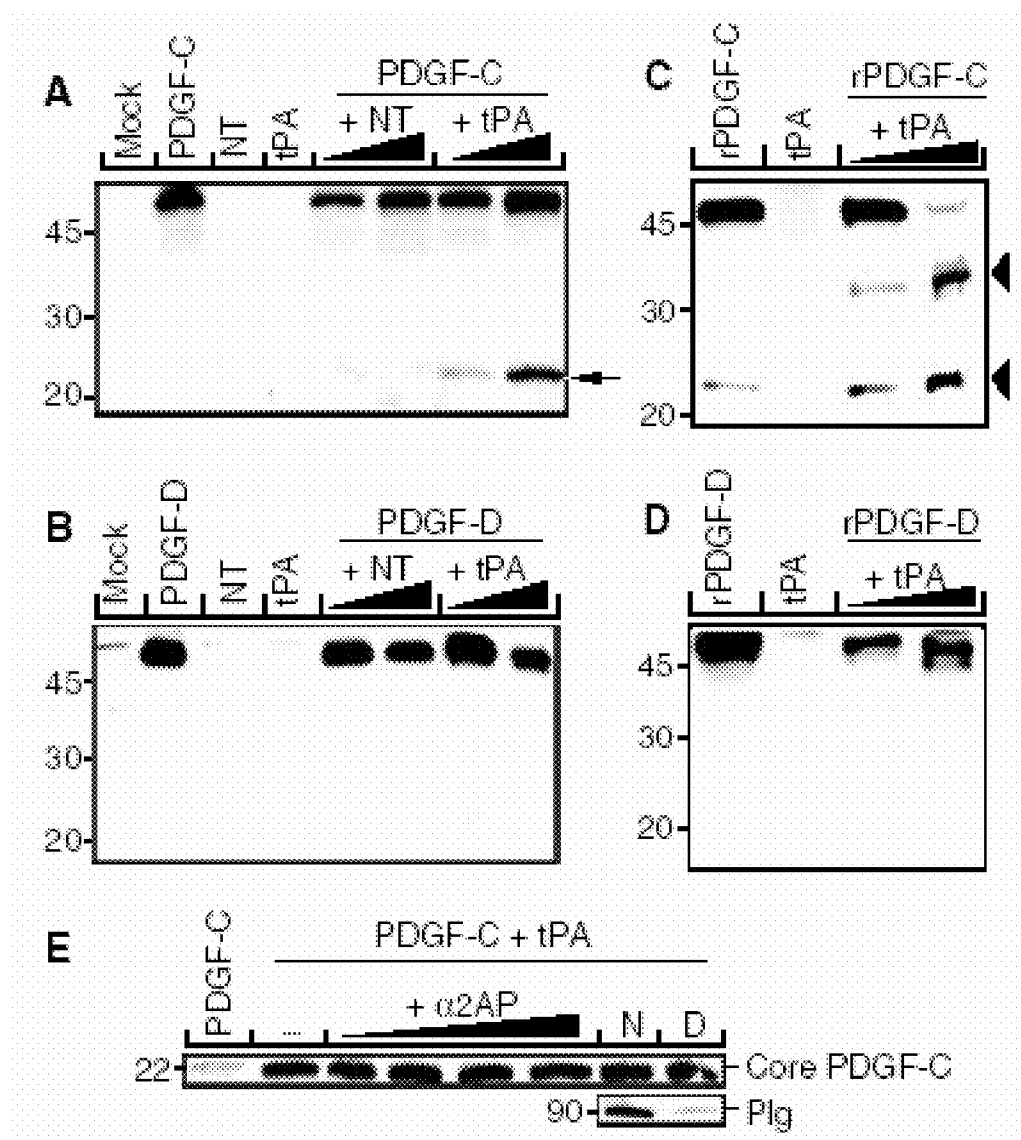 A
Mock
PDGF-C
NT
tPA
PDGF-C
+ NT
+ tPA
45
30
20
C
rPDGF-C
tPA
rPDGF-C
+ tPA
45
30
20
B
Mock
PDGF-D
NT
tPA
PDGF-D
+ NT
+ tPA
45
30
20
D
rPDGF-D
tPA
rPDGF-D
+ tPA
45
30
20
E
PDGF-C
PDGF-C + tPA
...
+ α2AP
N
D
22
Core PDGF-C
90
Plg